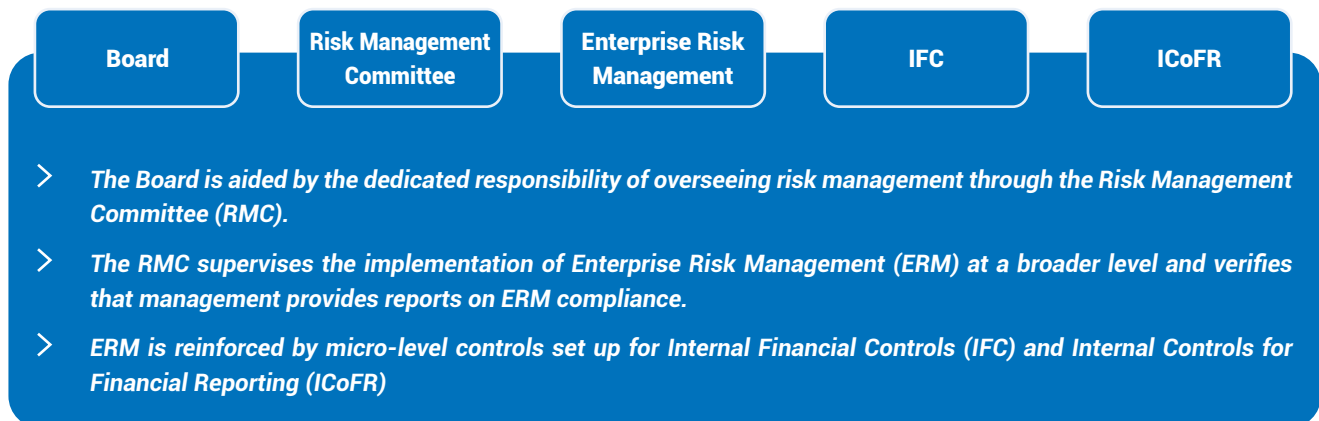 Board
Risk Management
Committee
Enterprise Risk
Management
IFC
ICoFR
The Board is aided by the dedicated responsibility of overseeing risk management through the Risk Management
Committee (RMC).
The RMC supervises the implementation of Enterprise Risk Management (ERM) at a broader level and verifies
that management provides reports on ERM compliance.
ERM is reinforced by micro-level controls set up for Internal Financial Controls (IFC) and Internal Controls for
Financial Reporting (ICoFR)